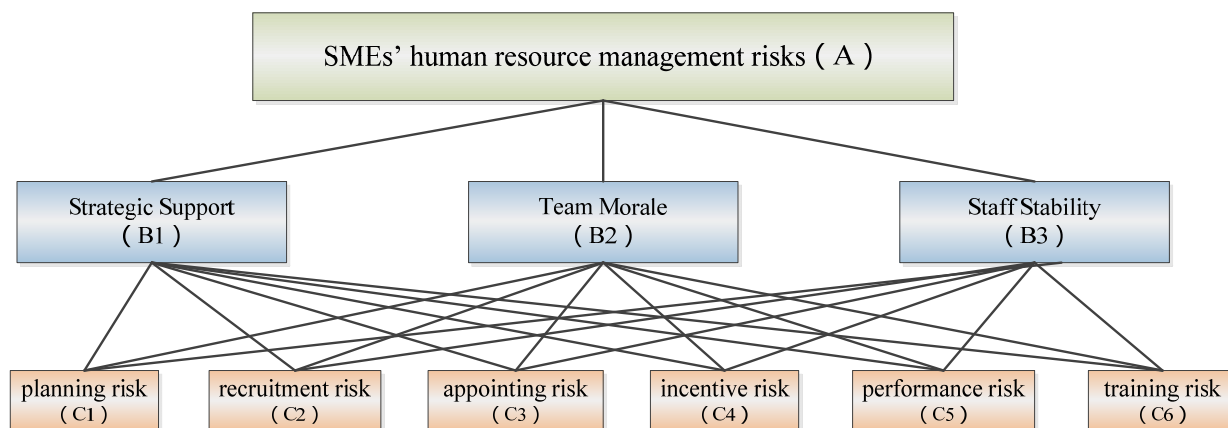 SMEs’ human resource management risks ( A )
Strategic Support
( B1 )
Team Morale
( B2 )
Staff Stability
( B3 )
planning risk
( C1 )
recruitment risk
( C2 )
appointing risk
( C3 )
incentive risk
( C4 )
performance risk
( C5 )
training risk
( C6 )